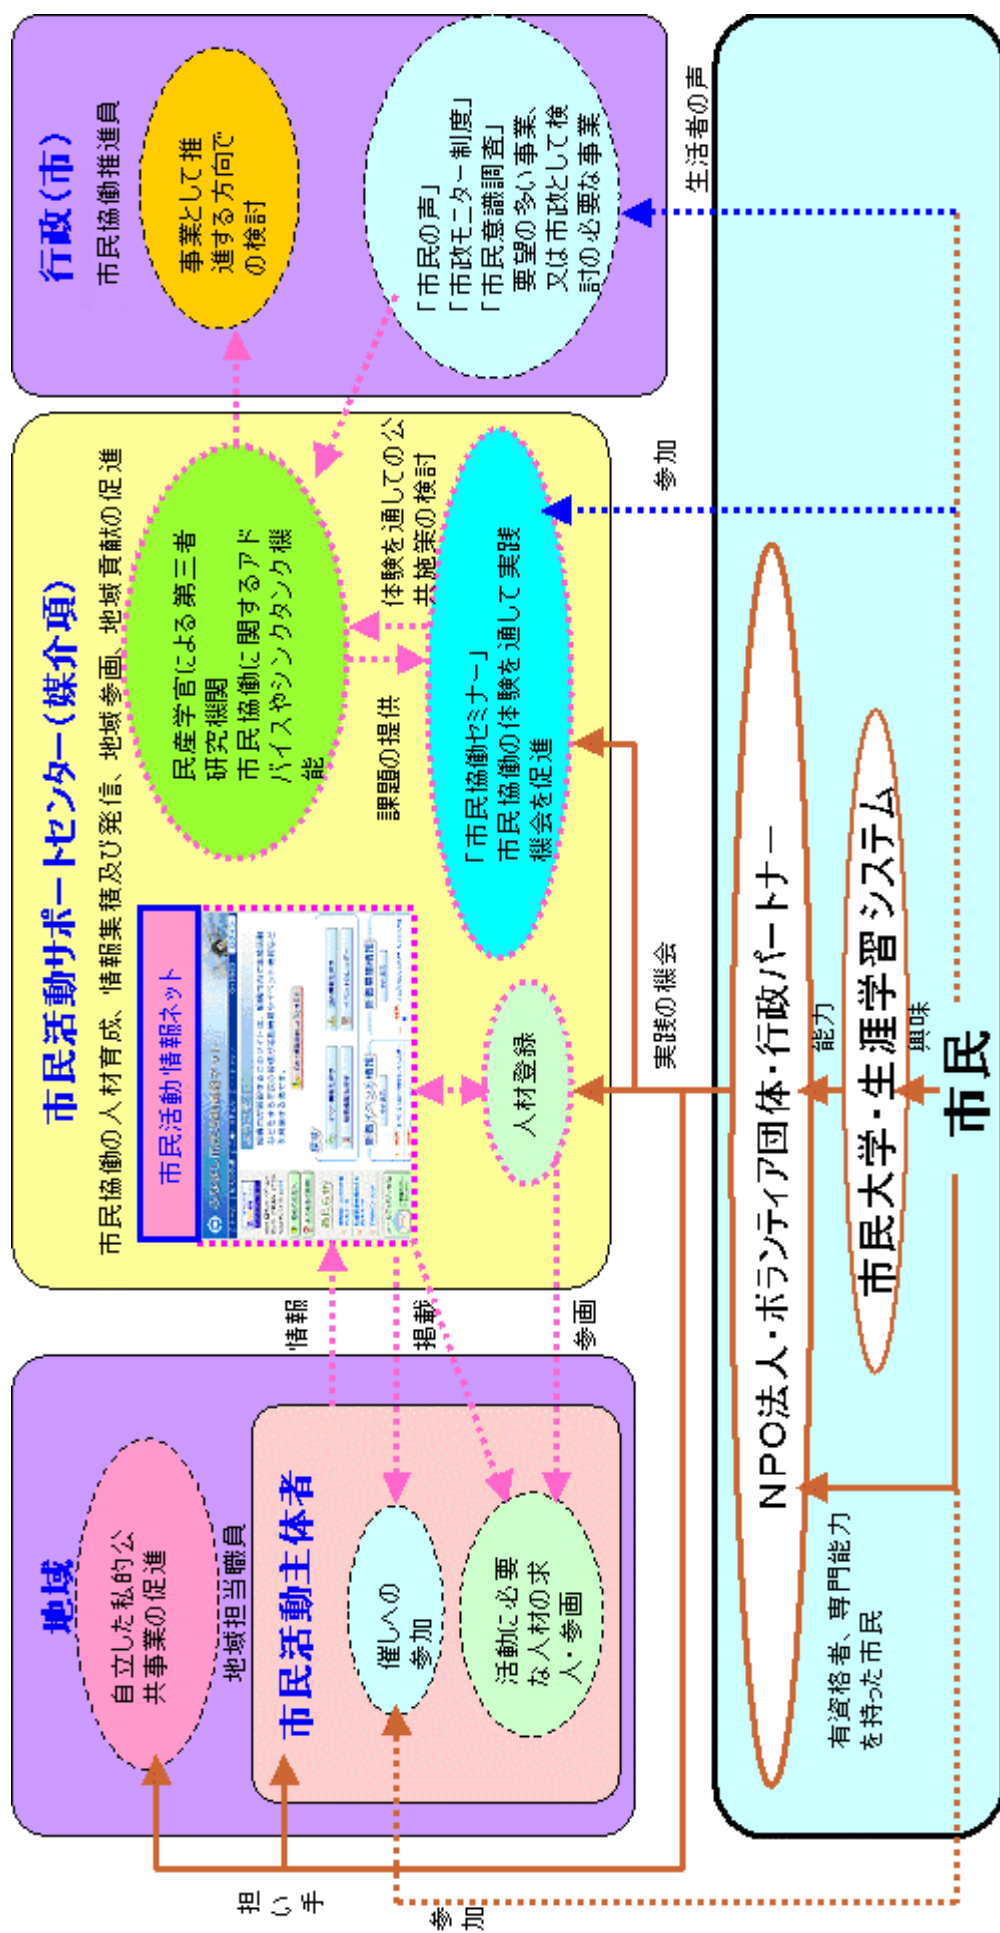 地域
自立した私的公
共事業の促進
地域担当職員
市民活動主体者
催しへの
参加
活動に必要
な人材の求
人・参画
担い手
参加
情報
掲載
参画
市民活動サポートセンター(媒介項)
市民協働の人材育成、情報集積及び発信、地域参画、地域貢献の促進
市民活動情報ネット
人材登録
民産学官による第三者
研究機関
市民協働に関するアド
バイスやシンクタンク機
能
課題の提供
体験を通しての公
共施策の検討
「市民協働セミナー」
市民協働の体験を通して実践
機会を促進
実践の機会
参加
行政(市)
市民協働推進員
事業として推
進する方向で
の検討
「市民の声」
「市政モニター制度」
「市民意識調査」
要望の多い事業、
又は市政として検
討の必要な事業
生活者の声
NPO法人・ボランティア団体・行政パートナー
能力
市民大学・生涯学習システム
興味
市民
有資格者、専門能力
を持った市民